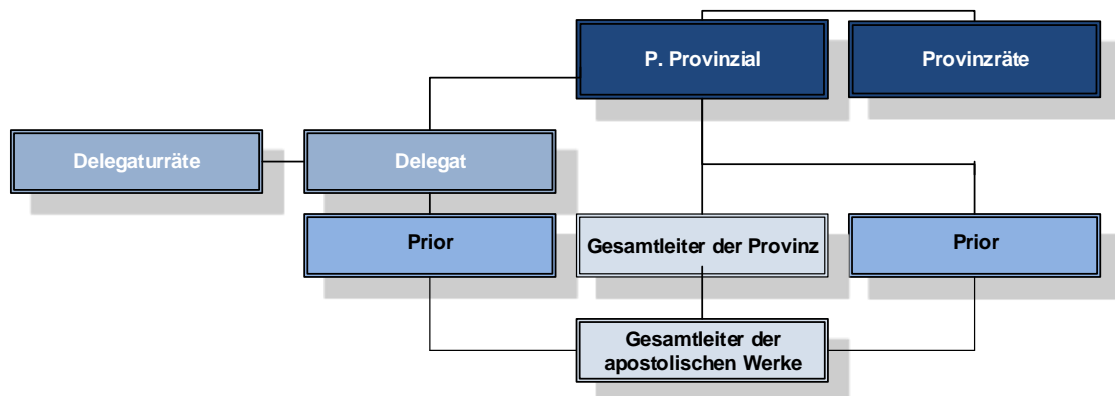 P. Provinzial
Provinzräte
Delegaturräte
Delegat
Prior
Gesamtleiter der Provinz
Prior
Gesamtleiter der
apostolischen Werke